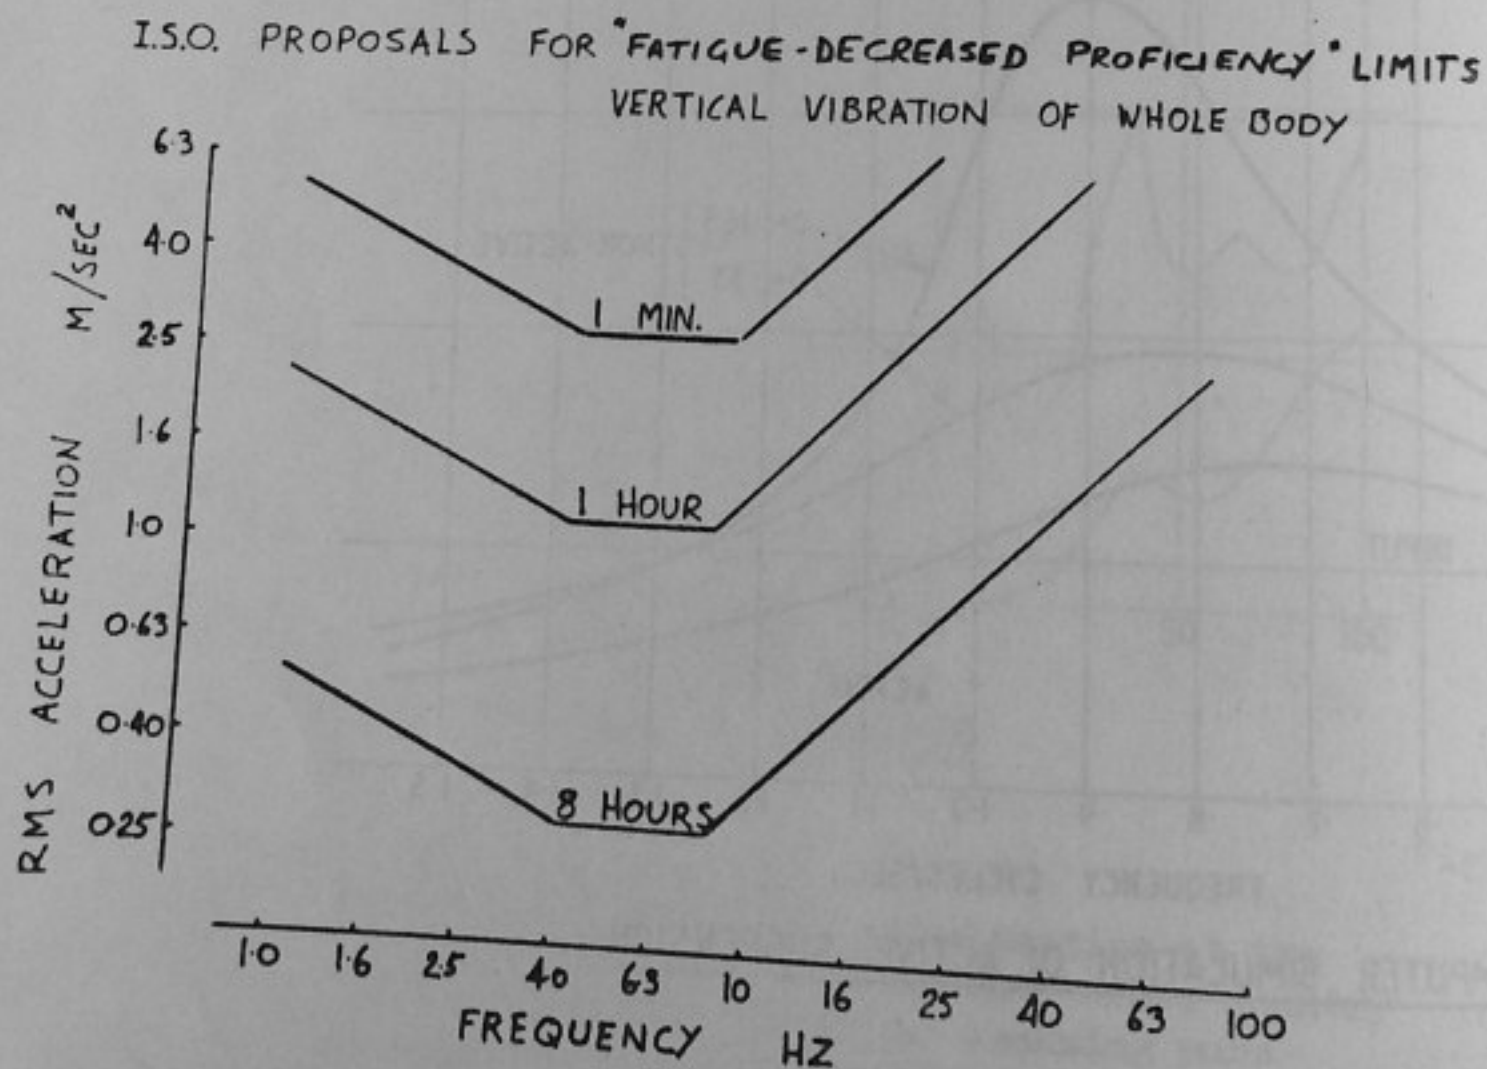 I.S.O. PROPOSALS FOR "FATIGUE-DECREASED PROFICIENCY" LIMITS
VERTICAL VIBRATION OF WHOLE BODY
6.3
4.0
2.5
1.6
1.0
0.63
0.40
0.25
RMS ACCELERATION M/SEC²
1 MIN.
1 HOUR
8 HOURS
1.0 1.6 2.5 4.0 6.3 10 16 25 40 63 100
FREQUENCY HZ